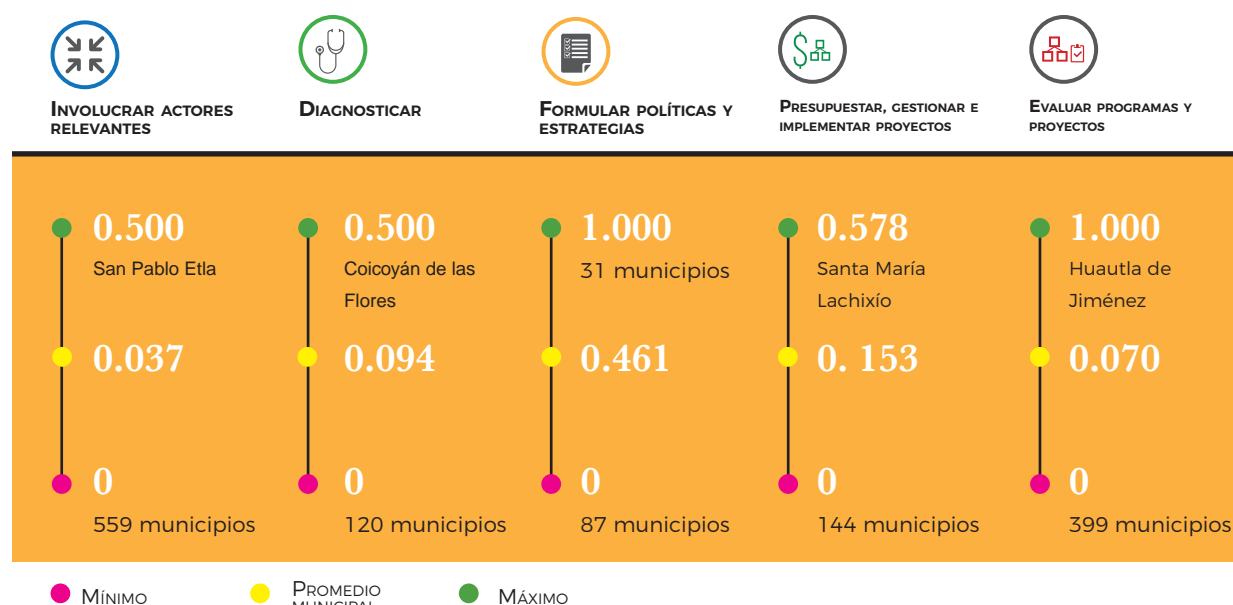 INVOLUCRAR ACTORES
RELEVANTES
DIAGNOSTICAR
FORMULAR POLÍTICAS Y
ESTRATEGIAS
PRESUPUESTAR, GESTIONAR E
IMPLEMENTAR PROYECTOS
EVALUAR PROGRAMAS Y
PROYECTOS
0.500
San Pablo Etla
0.037
0
559 municipios
0.500
Coicoyán de las
Flores
0.094
0
120 municipios
1.000
31 municipios
0.461
0
87 municipios
0.578
Santa María
Lachixío
0. 153
0
144 municipios
1.000
Huautla de
Jiménez
0.070
0
399 municipios
MÍNIMO
PROMEDIO
MUNICIPAL
MÁXIMO